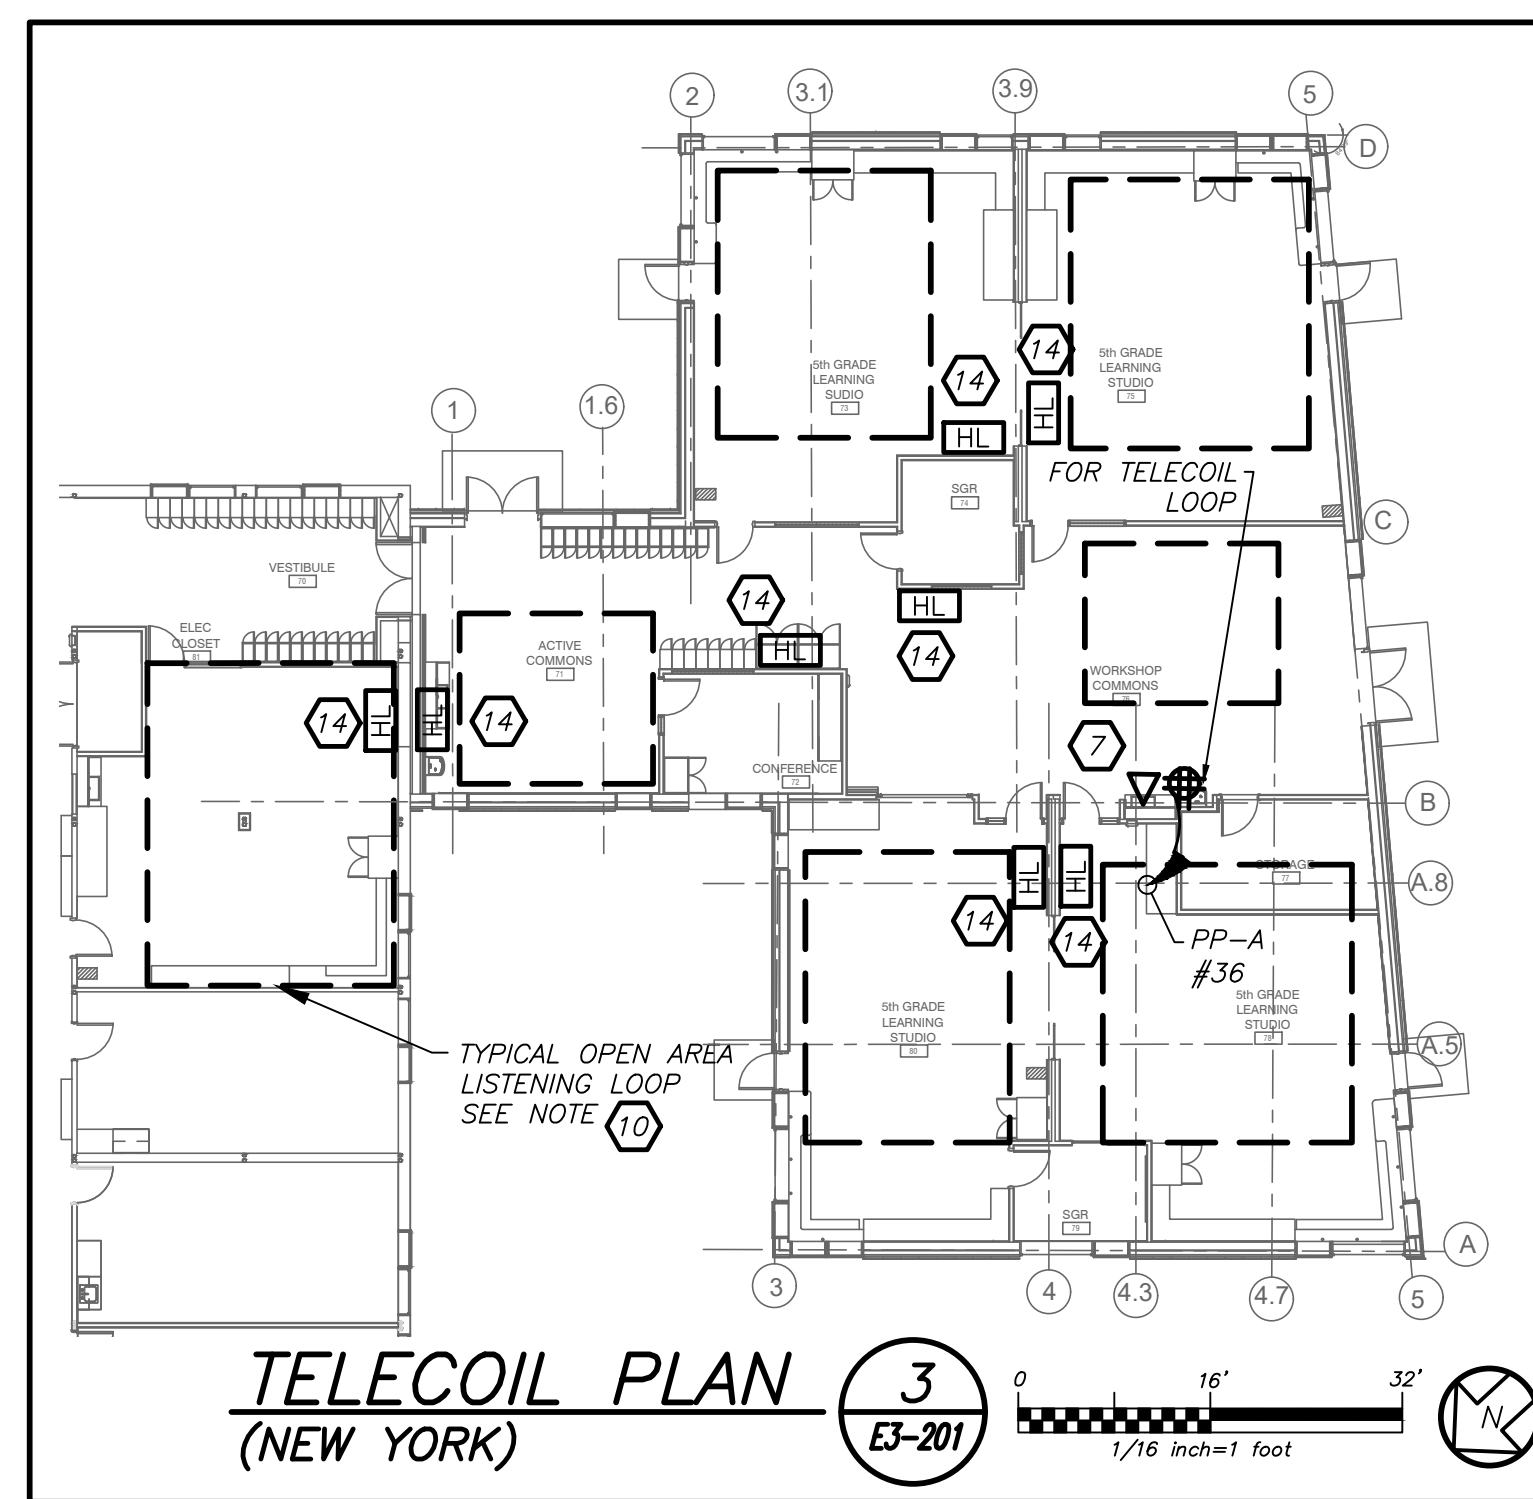 2
3.1
3.9
5
D
5th GRADE
LEARNING
SUDIO
73
14
HL
14
HL
5th GRADE
LEARNING
STUDIO
75
FOR TELECOIL
LOOP
1
1.6
SGR
74
C
VESTIBULE
70
ELEC
CLOSET
81
14
HL
HL
14
ACTIVE
COMMONS
71
14
HL
HL
14
WORKSHOP
COMMONS
76
7
CONFERENCE
72
B
HL
14
HL
14
STORAGE
77
A.8
PP-A
#36
5th GRADE
LEARNING
STUDIO
80
5th GRADE
LEARNING
STUDIO
78
A.5
TYPICAL OPEN AREA
LISTENING LOOP
SEE NOTE 10
SGR
79
A
3
4
4.3
4.7
5
TELECOIL PLAN
(NEW YORK)
3
E3-201
0 16' 32'
1/16 inch=1 foot
N